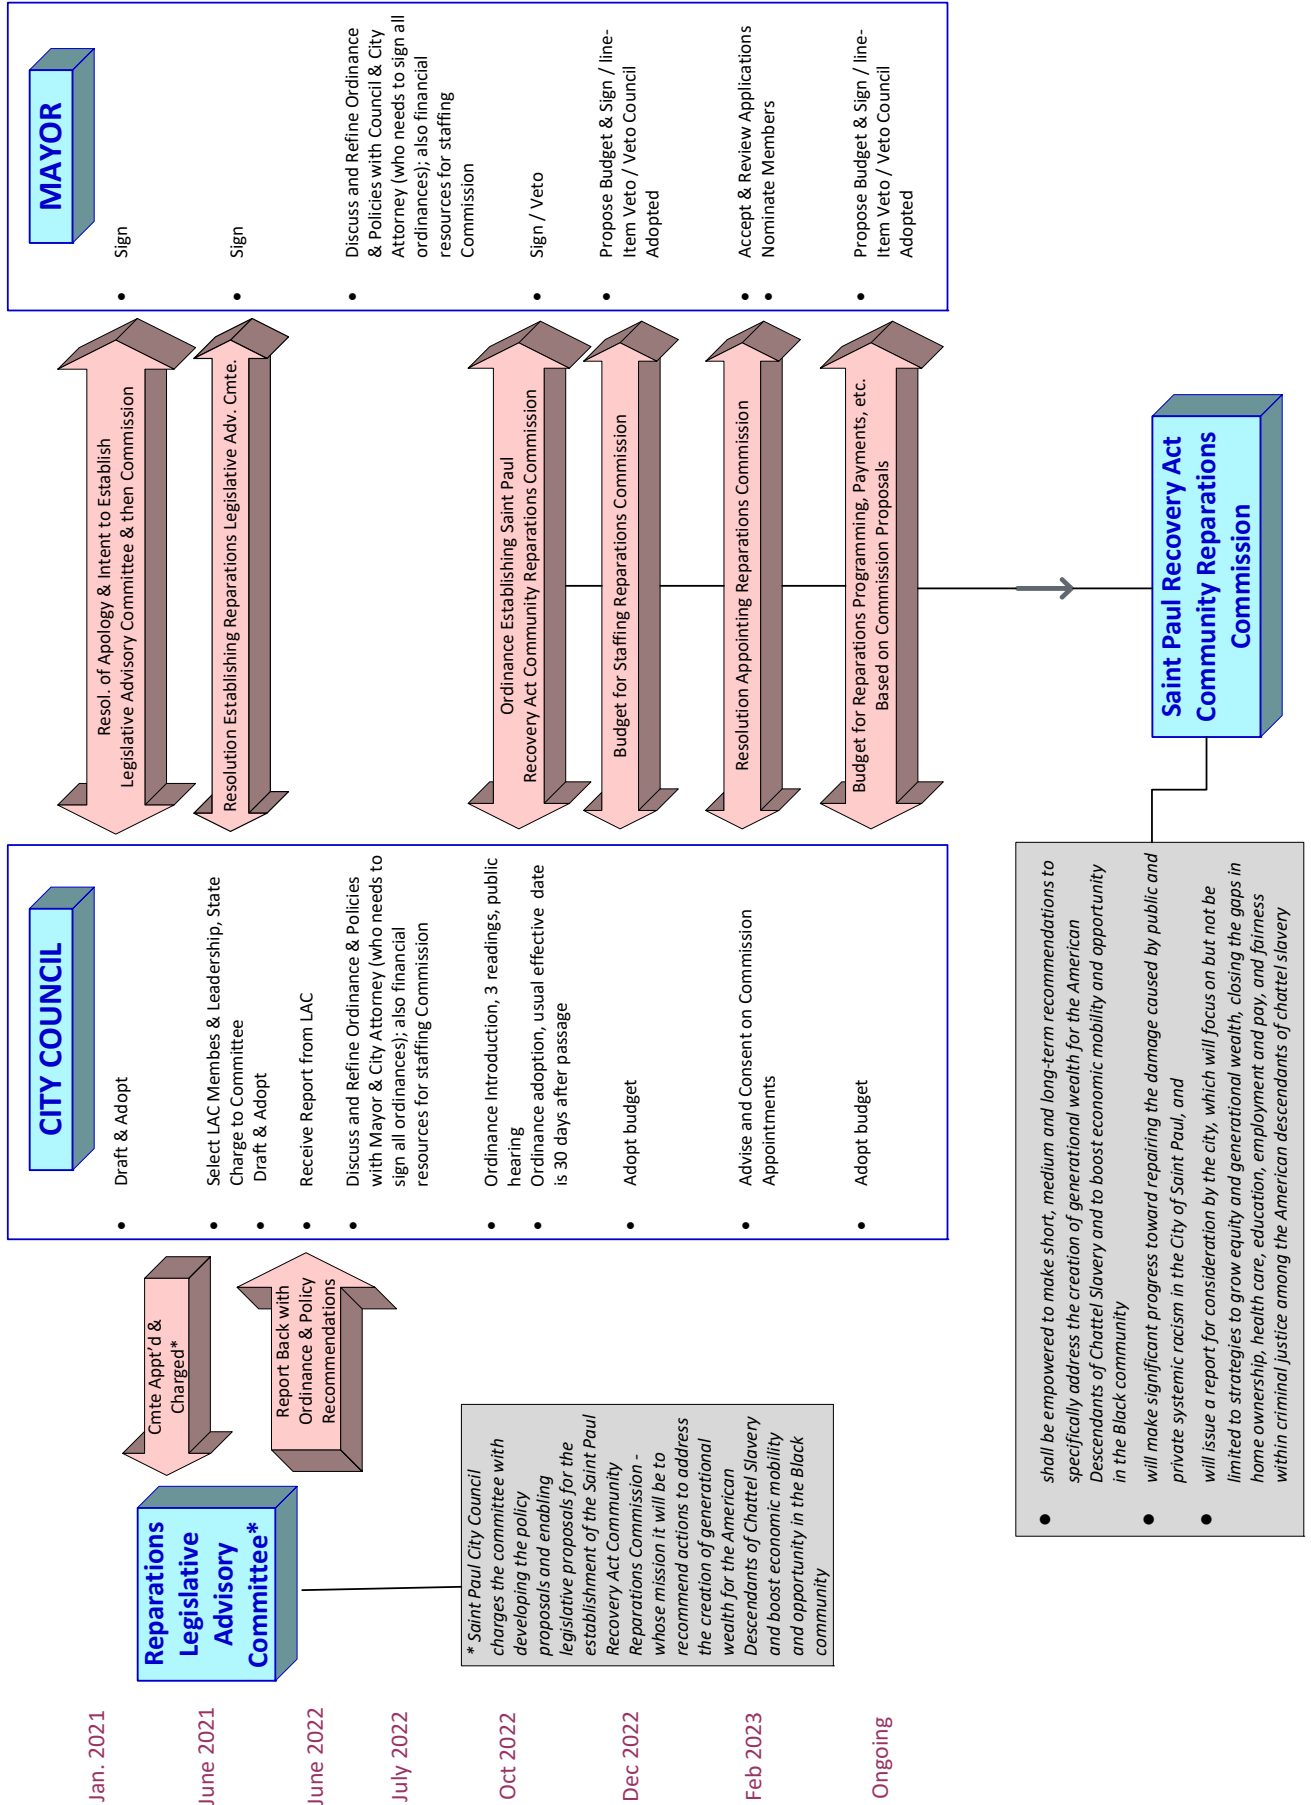 Jan. 2021
June 2021
June 2022
July 2022
Oct 2022
Dec 2022
Feb 2023
Ongoing
Reparations
Legislative
Advisory
Committee*
* Saint Paul City Council
charges the committee with
developing the policy
proposals and enabling
legislative proposals for the
establishment of the Saint Paul
Recovery Act Community
Reparations Commission -
whose mission it will be to
recommend actions to address
the creation of generational
wealth for the American
Descendants of Chattel Slavery
and boost economic mobility
and opportunity in the Black
community
Cmte Appt'd &
Charged*
Report Back with
Ordinance & Policy
Recommendations
CITY COUNCIL
• Draft & Adopt
• Select LAC Membes & Leadership, State
Charge to Committee
• Draft & Adopt
• Receive Report from LAC
• Discuss and Refine Ordinance & Policies
with Mayor & City Attorney (who needs to
sign all ordinances); also financial
resources for staffing Commission
• Ordinance Introduction, 3 readings, public
hearing
• Ordinance adoption, usual effective date
is 30 days after passage
• Adopt budget
• Advise and Consent on Commission
Appointments
• Adopt budget
Resol. of Apology & Intent to Establish
Legislative Advisory Committee & then Commission
Resolution Establishing Reparations Legislative Adv. Cmte.
Ordinance Establishing Saint Paul
Recovery Act Community Reparations Commission
Budget for Staffing Reparations Commission
Resolution Appointing Reparations Commission
Budget for Reparations Programming, Payments, etc.
Based on Commission Proposals
MAYOR
• Sign
• Sign
• Discuss and Refine Ordinance
& Policies with Council & City
Attorney (who needs to sign all
ordinances); also financial
resources for staffing
Commission
• Sign / Veto
• Propose Budget & Sign / line-
Item Veto / Veto Council
Adopted
• Accept & Review Applications
• Nominate Members
• Propose Budget & Sign / line-
Item Veto / Veto Council
Adopted
Saint Paul Recovery Act
Community Reparations
Commission
• shall be empowered to make short, medium and long-term recommendations to
specifically address the creation of generational wealth for the American
Descendants of Chattel Slavery and to boost economic mobility and opportunity
in the Black community
• will make significant progress toward repairing the damage caused by public and
private systemic racism in the City of Saint Paul, and
• will issue a report for consideration by the city, which will focus on but not be
limited to strategies to grow equity and generational wealth, closing the gaps in
home ownership, health care, education, employment and pay, and fairness
within criminal justice among the American descendants of chattel slavery